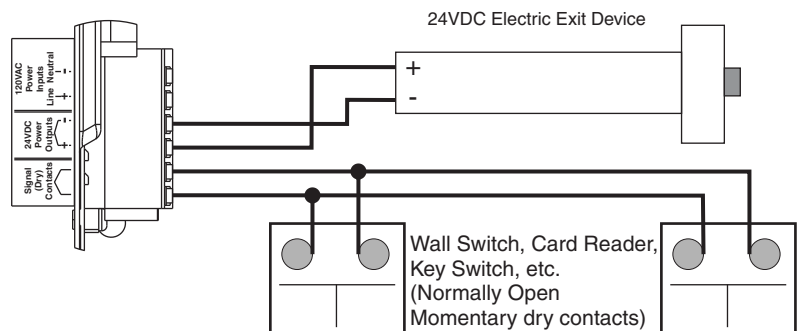 24VDC Electric Exit Device
120VAC
Power
Inputs
Line Neutral
+ -
24VDC
Power
Outputs
+ -
Signal
(Dry)
Contacts
+
-
Wall Switch, Card Reader,
Key Switch, etc.
(Normally Open
Momentary dry contacts)